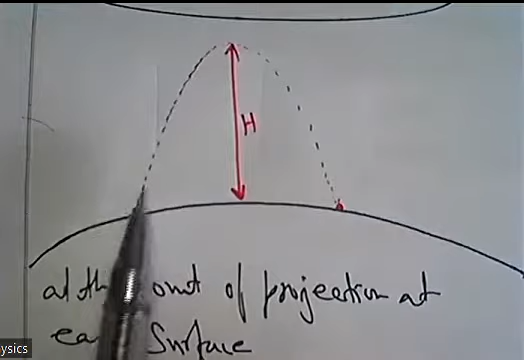 H
at th oint of projection at
ea Surface
ysics